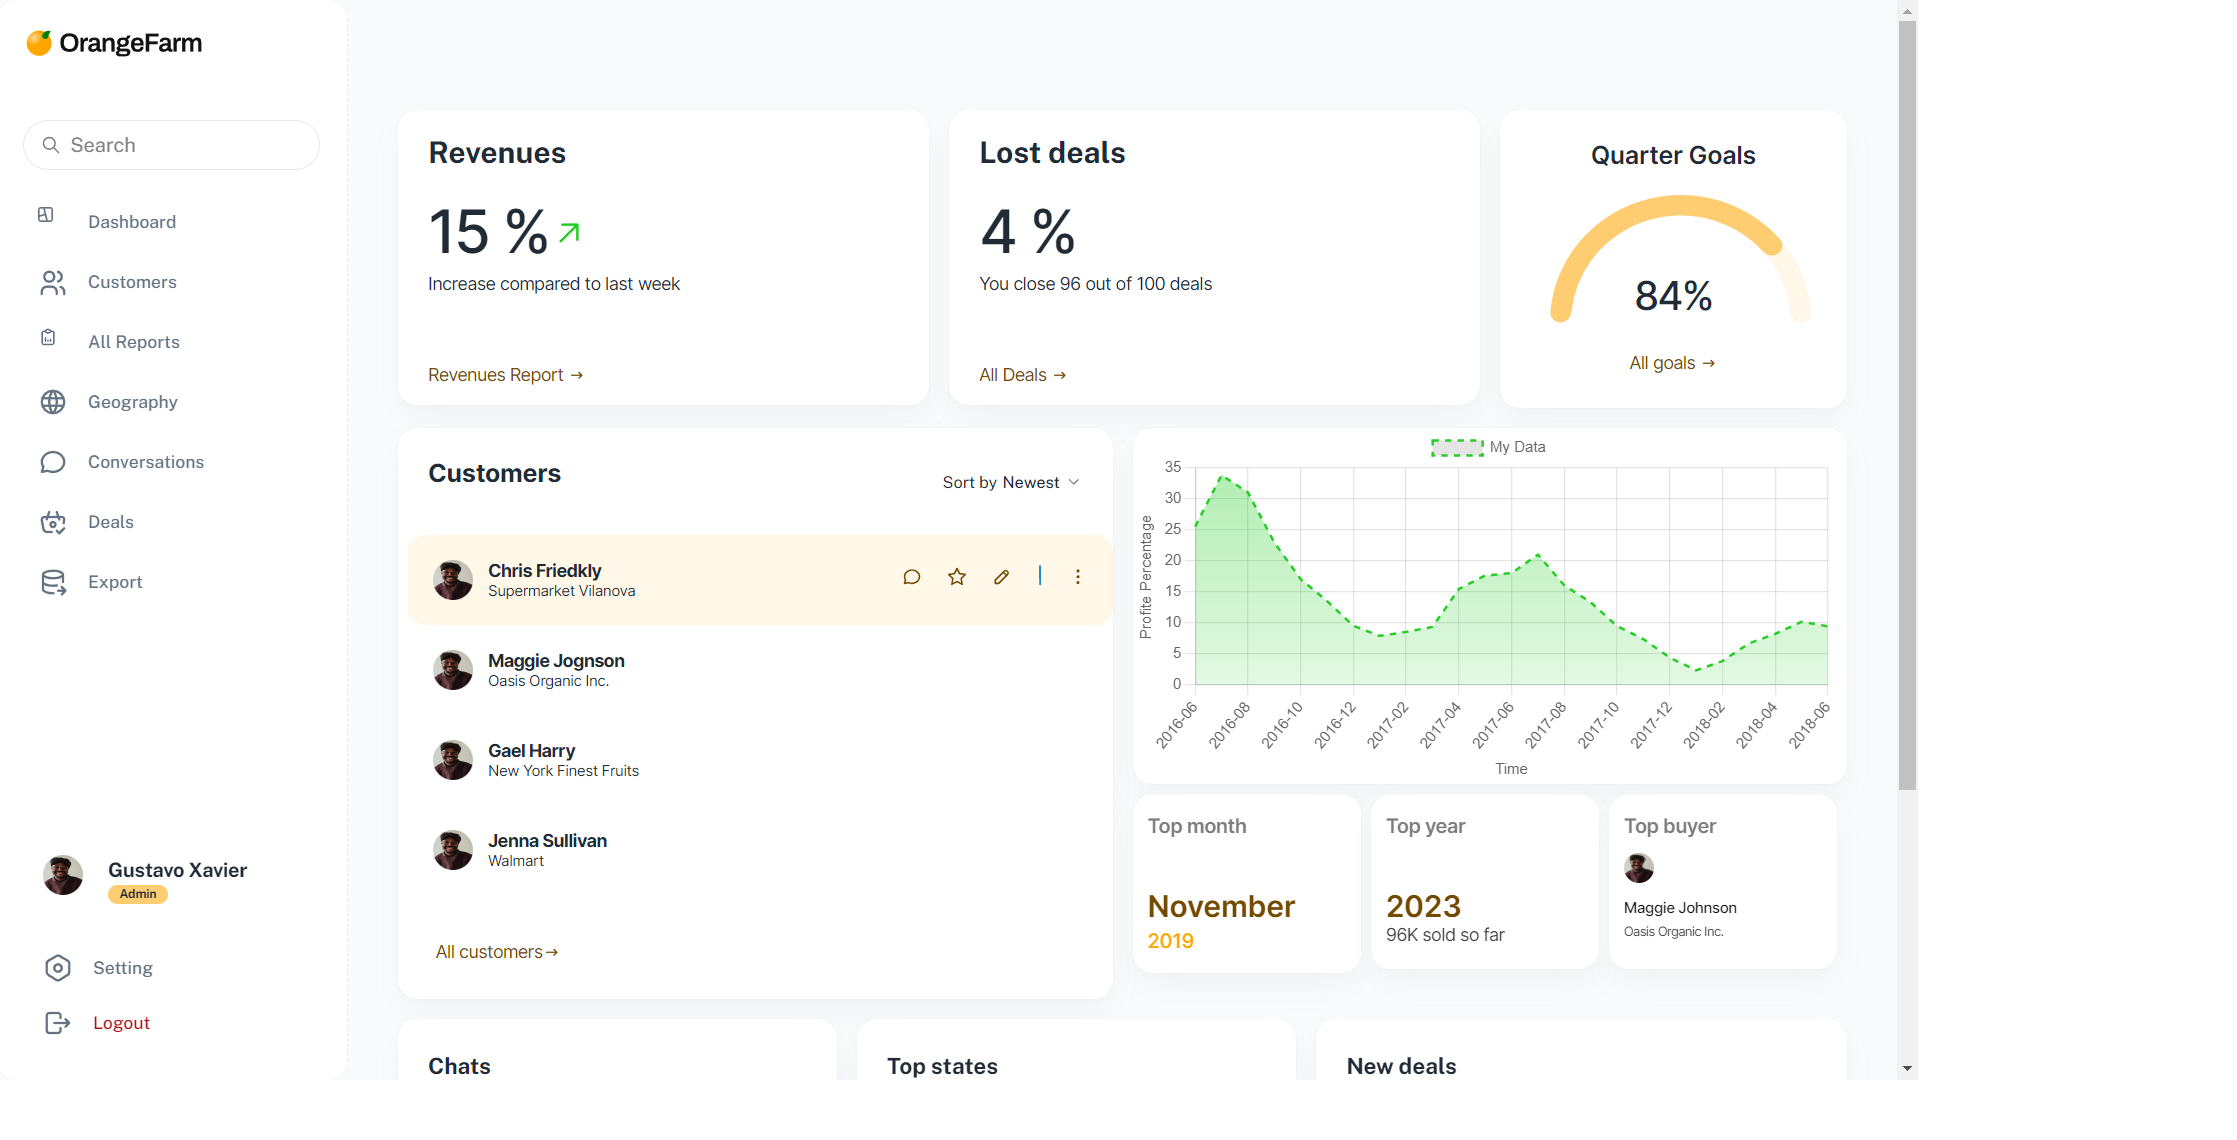 OrangeFarm
Search
Dashboard
Customers
All Reports
Geography
Conversations
Deals
Export
Gustavo Xavier
Admin
Setting
Logout
Revenues
15 %
Increase compared to last week
Revenues Report →
Lost deals
4 %
You close 96 out of 100 deals
All Deals →
Quarter Goals
84%
All goals →
Customers
Sort by Newest
Chris Friedkly
Supermarket Vilanova
Maggie Jognson
Oasis Organic Inc.
Gael Harry
New York Finest Fruits
Jenna Sullivan
Walmart
All customers →
My Data
Profite Percentage
35
30
25
20
15
10
5
0
2016-06
2016-08
2016-10
2016-12
2017-02
2017-04
2017-06
2017-08
2017-10
2017-12
2018-02
2018-04
2018-06
Time
Top month
November
2019
Top year
2023
96K sold so far
Top buyer
Maggie Johnson
Oasis Organic Inc.
Chats
Top states
New deals